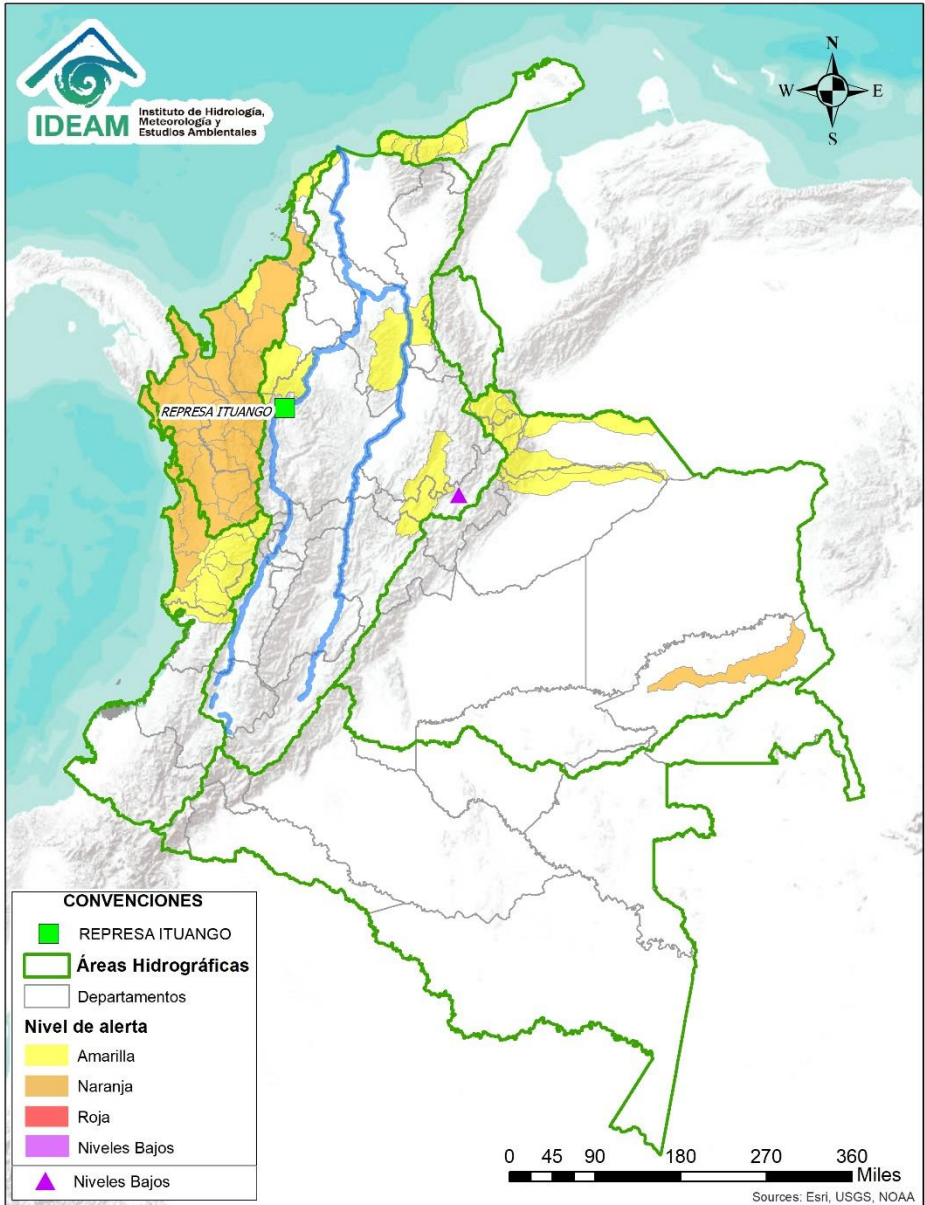 IDEAM
Instituto de Hidrología,
Meteorología y
Estudios Ambientales
N
W E
S
REPRESA ITUANGO
CONVENCIONES
REPRESA ITUANGO
Áreas Hidrográficas
Departamentos
Nivel de alerta
Amarilla
Naranja
Roja
Niveles Bajos
Niveles Bajos
0 45 90 180 270 360
Miles
Sources: Esri, USGS, NOAA